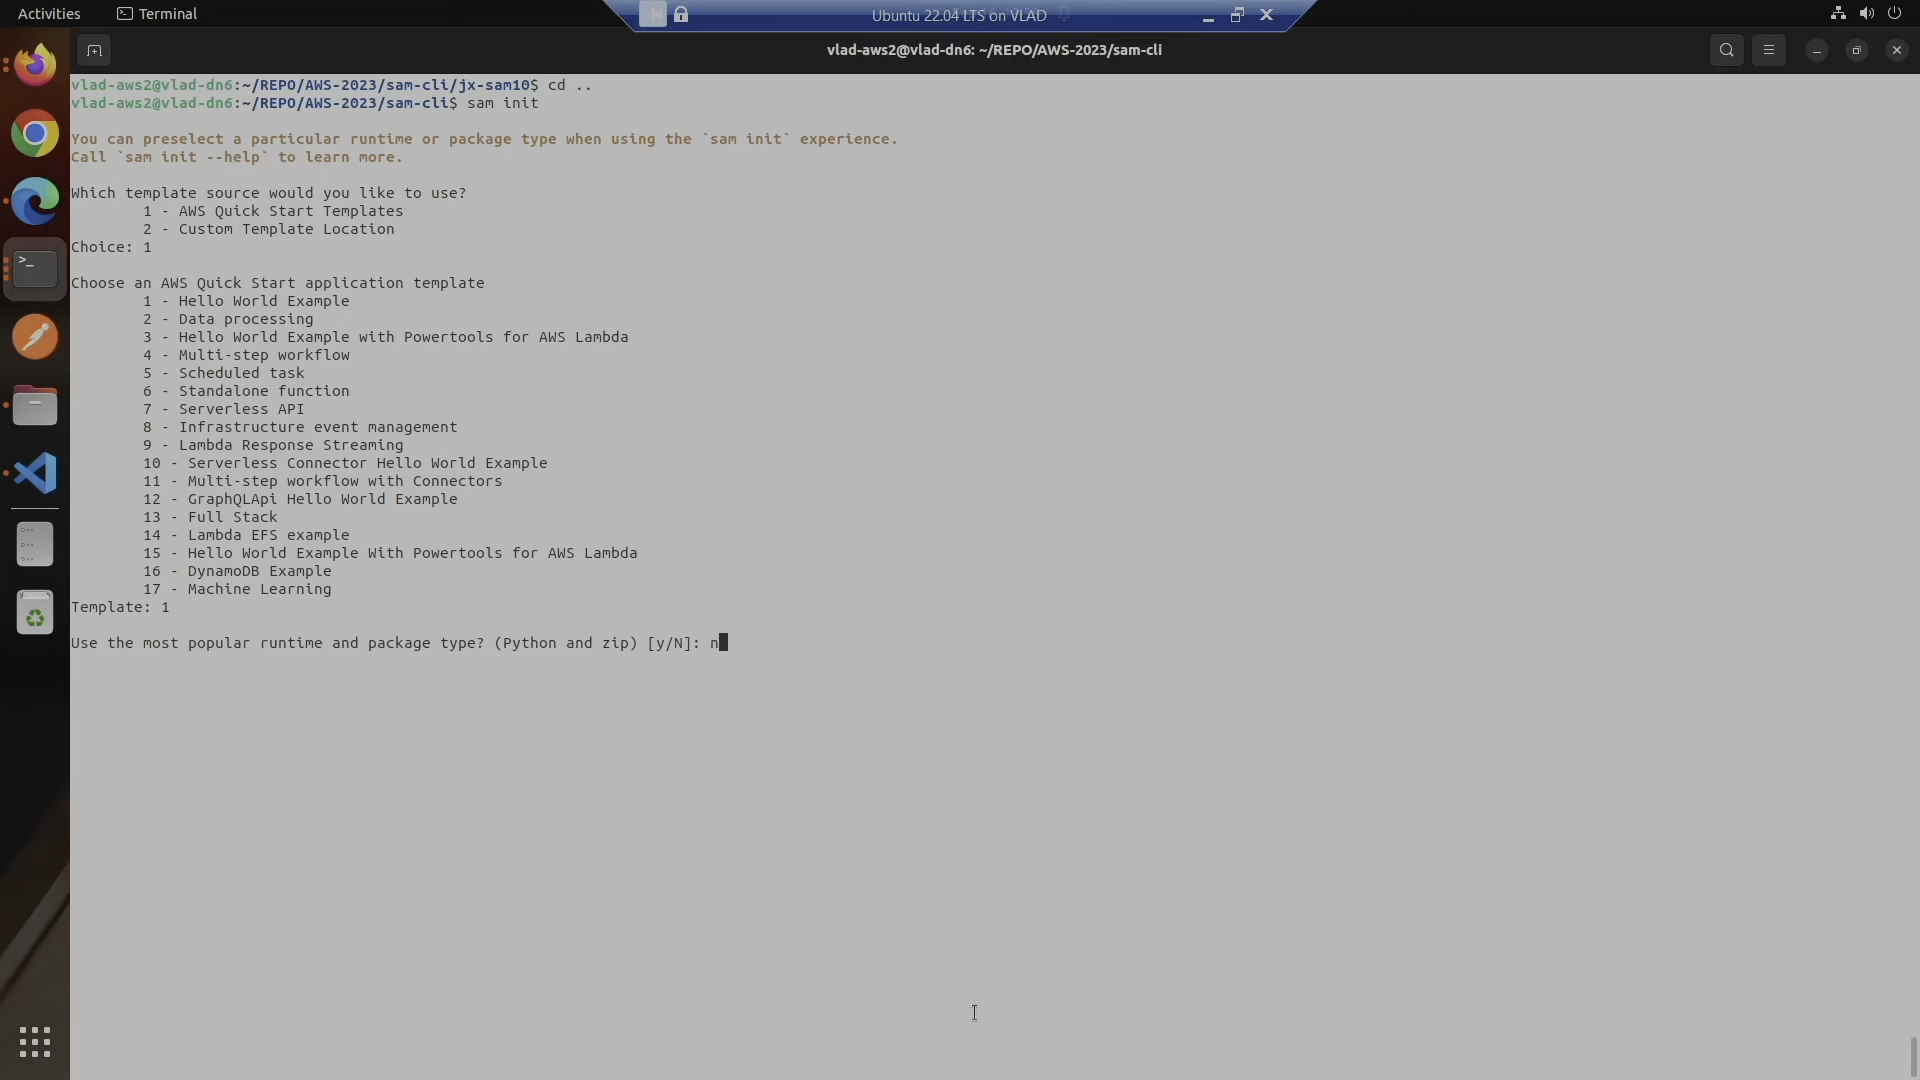 Activities
Terminal
Ubuntu 22.04 LTS on VLAD
vlad-aws2@vlad-dn6: ~/REPO/AWS-2023/sam-cli
vlad-aws2@vlad-dn6:~/REPO/AWS-2023/sam-cli/jx-sam10$ cd ..
vlad-aws2@vlad-dn6:~/REPO/AWS-2023/sam-cli$ sam init
You can preselect a particular runtime or package type when using the `sam init` experience.
Call `sam init --help` to learn more.
Which template source would you like to use?
1 - AWS Quick Start Templates
2 - Custom Template Location
Choice: 1
Choose an AWS Quick Start application template
1 - Hello World Example
2 - Data processing
3 - Hello World Example with Powertools for AWS Lambda
4 - Multi-step workflow
5 - Scheduled task
6 - Standalone function
7 - Serverless API
8 - Infrastructure event management
9 - Lambda Response Streaming
10 - Serverless Connector Hello World Example
11 - Multi-step workflow with Connectors
12 - GraphQLApi Hello World Example
13 - Full Stack
14 - Lambda EFS example
15 - Hello World Example With Powertools for AWS Lambda
16 - DynamoDB Example
17 - Machine Learning
Template: 1
Use the most popular runtime and package type? (Python and zip) [y/N]: n